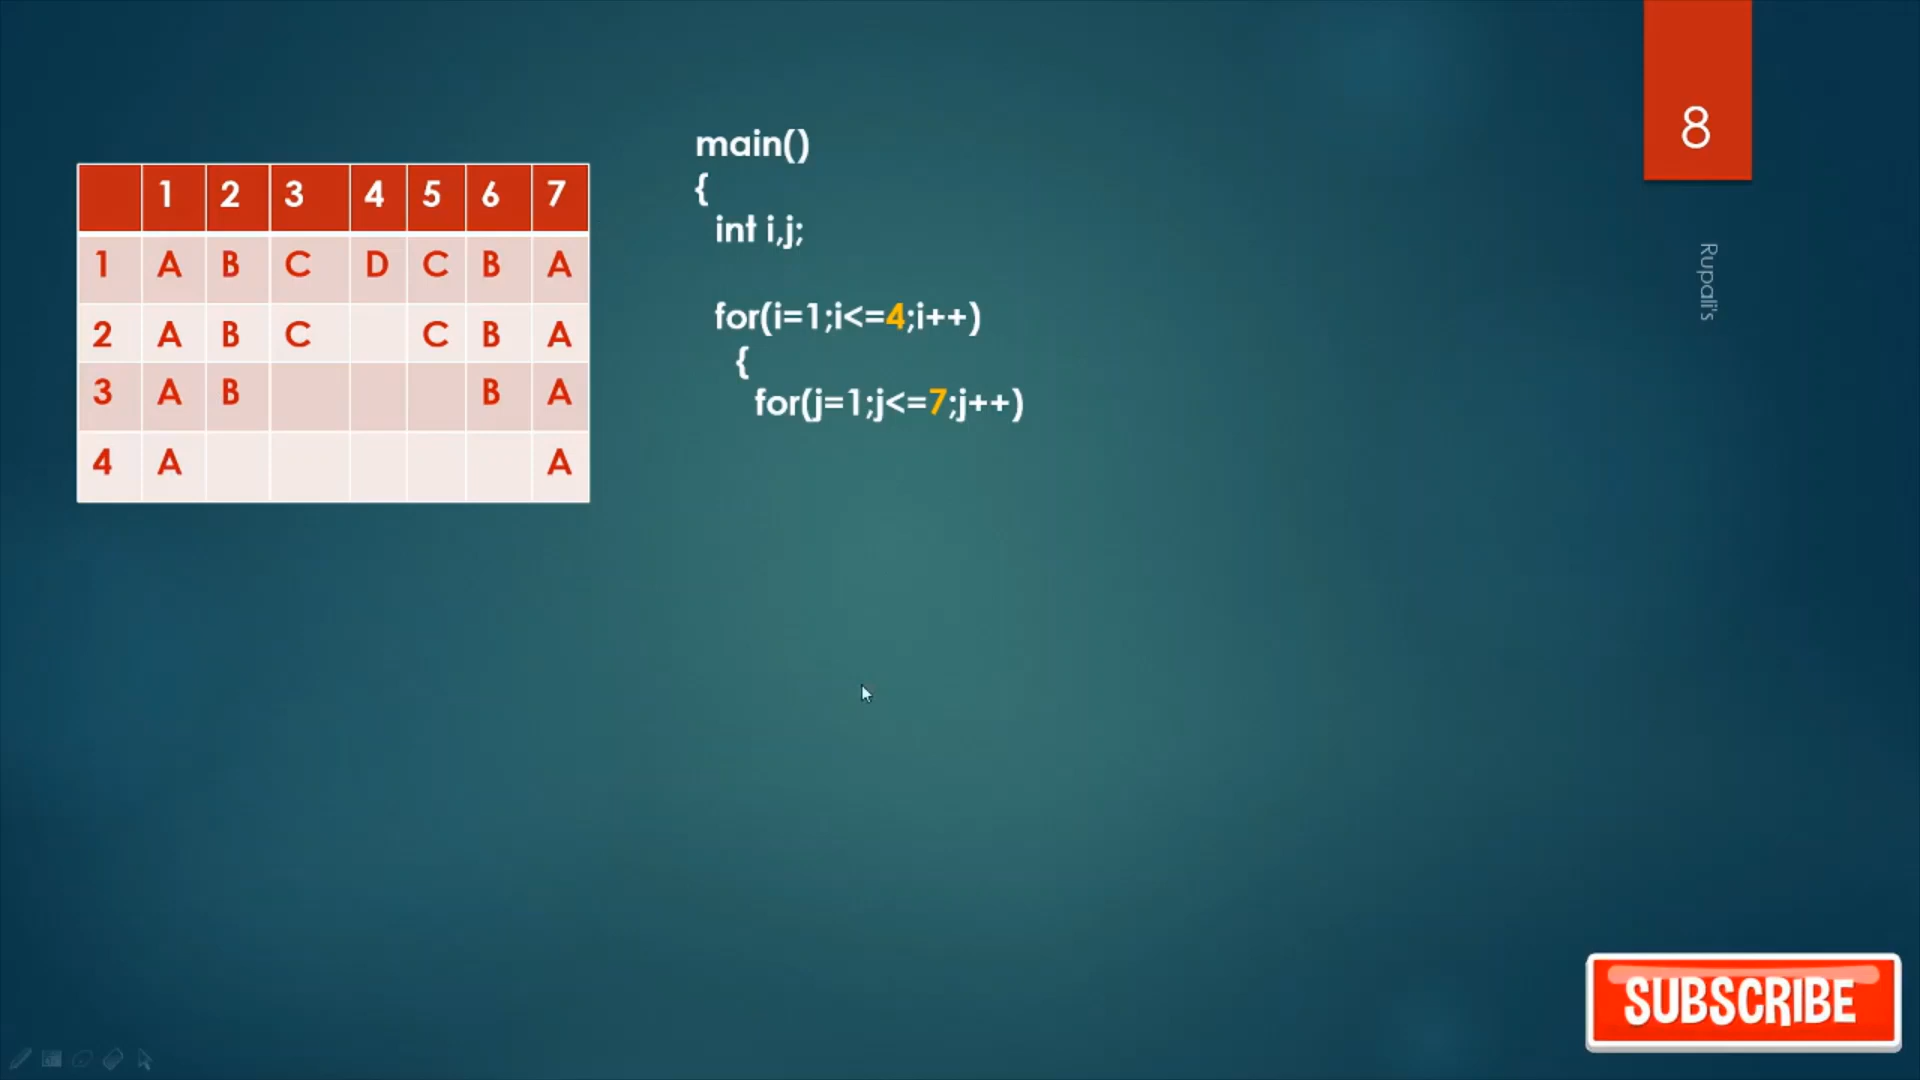 1 2 3 4 5 6 7
1 A B C D C B A
2 A B C C B A
3 A B B A
4 A A
main()
{
int i,j;
for(i=1;i<=4;i++)
{
for(j=1;j<=7;j++)
8
Rupali's
SUBSCRIBE